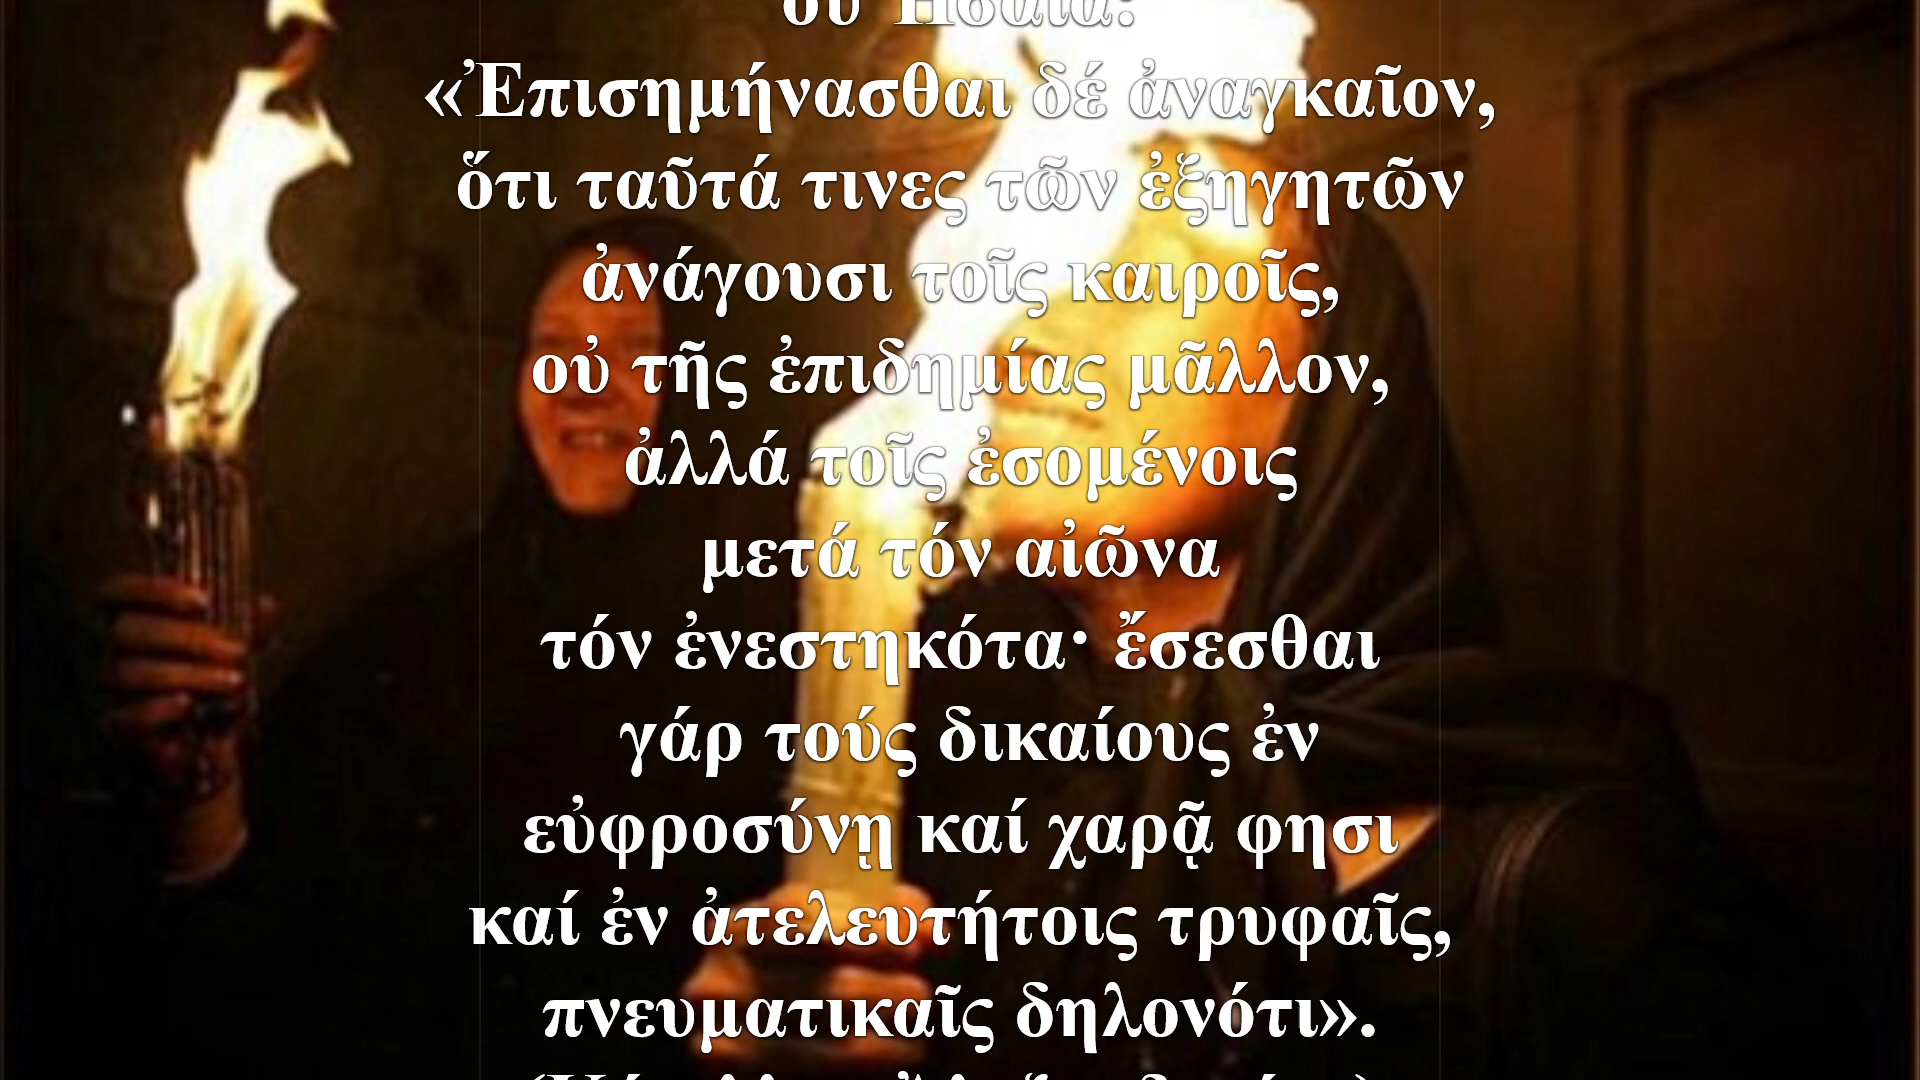 οῦ Ἠσαΐα:
«Ἐπισημήνασθαι δέ ἀναγκαῖον,
ὅτι ταῦτά τινες τῶν ἐξηγητῶν
ἀνάγουσι τοῖς καιροῖς,
οὐ τῆς ἐπιδημίας μᾶλλον,
ἀλλά τοῖς ἐσομένοις
μετά τόν αἰῶνα
τόν ἐνεστηκότα· ἔσεσθαι
γάρ τούς δικαίους ἐν
εὐφροσύνῃ καί χαρᾷ φησι
καί ἐν ἀτελευτήτοις τρυφαῖς,
πνευματικαῖς δηλονότι».